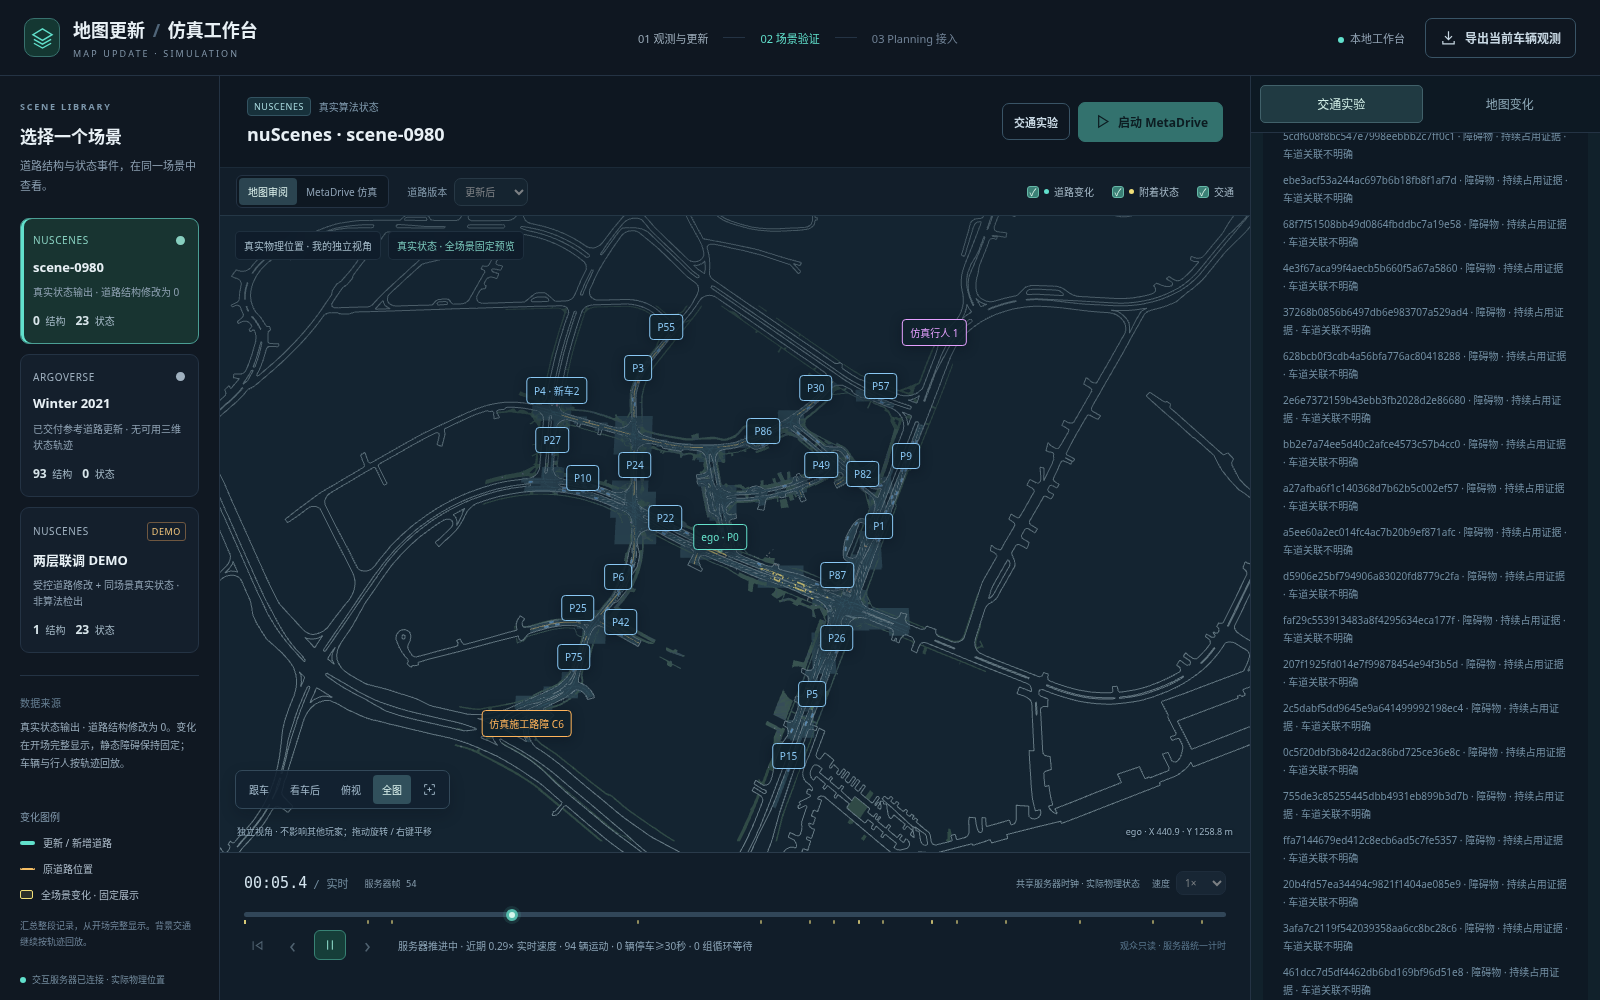 地图更新 / 仿真工作台
MAP UPDATE · SIMULATION
01 观测与更新
02 场景验证
03 Planning 接入
本地工作台
导出当前车辆观测
SCENE LIBRARY
选择一个场景
道路结构与状态事件，在同一场景中
查看。
NUSCENES
scene-0980
真实状态输出 · 道路结构修改为 0
0 结构 23 状态
ARGOVERSE
Winter 2021
已交付参考道路更新 · 无可用三维
状态轨迹
93 结构 0 状态
NUSCENES DEMO
两层联调 DEMO
受控道路修改 + 同场景真实状态 ·
非算法检出
1 结构 23 状态
数据来源
真实状态输出 · 道路结构修改为 0。变化
在开场完整显示，静态障碍保持固定；
车辆与行人按轨迹回放。
变化图例
更新 / 新增道路
原道路位置
全场景变化 · 固定展示
汇总整段记录，从开场完整显示。背景交通
继续按轨迹回放。
交互服务器已连接 · 实际物理位置
NUSCENES 真实算法状态
nuScenes · scene-0980
交通实验
启动 MetaDrive
地图审阅
MetaDrive 仿真
道路版本
更新后
道路变化
附着状态
交通
真实物理位置 · 我的独立视角
真实状态 · 全场景固定预览
P55
仿真行人 1
P3
P4 · 新车2
P30
P57
P27
P86
P9
P24
P49
P82
P10
P22
P1
ego · P0
P6
P87
P25
P42
P26
P75
P5
仿真施工路障 C6
P15
跟车
看车后
俯视
全图
独立视角 · 不影响其他玩家；拖动旋转 / 右键平移
ego · X 440.9 · Y 1258.8 m
00:05.4 / 实时
服务器帧 54
共享服务器时钟 · 实际物理状态
速度
1×
服务器推进中 · 近期 0.29× 实时速度 · 94 辆运动 · 0 辆停车≥30秒 · 0 组循环等待
观众只读 · 服务器统一计时
交通实验
地图变化
5cdf608f8bc547e7998eebbb2c7ff0c1 · 障碍物 · 持续占用证据 ·
车道关联不明确
ebe3acf53a244ac697b6b18fb8f1af7d · 障碍物 · 持续占用证据 ·
车道关联不明确
68f7f51508bb49d0864fbddbc7a19e58 · 障碍物 · 持续占用证据
· 车道关联不明确
4e3f67aca99f4aecb5b660f5a67a5860 · 障碍物 · 持续占用证
据 · 车道关联不明确
37268b0856b6497db6e983707a529ad4 · 障碍物 · 持续占用证
据 · 车道关联不明确
628bcb0f3cdb4a56bfa776ac80418288 · 障碍物 · 持续占用证据
· 车道关联不明确
2e6e7372159b43ebb3fb2028d2e86680 · 障碍物 · 持续占用证
据 · 车道关联不明确
bb2e7a74ee5d40c2afce4573c57b4cc0 · 障碍物 · 持续占用证据
· 车道关联不明确
a27afba6f1c140368d7b62b5c002ef57 · 障碍物 · 持续占用证据
· 车道关联不明确
a5ee60a2ec014fc4ac7b20b9ef871afc · 障碍物 · 持续占用证据 ·
车道关联不明确
d5906e25bf794906a83020fd8779c2fa · 障碍物 · 持续占用证据
· 车道关联不明确
faf29c553913483a8f4295634eca177f · 障碍物 · 持续占用证据 ·
车道关联不明确
207f1925fd014e7f99878454e94f3b5d · 障碍物 · 持续占用证据
· 车道关联不明确
2c5dabf5dd9645e9a641499992198ec4 · 障碍物 · 持续占用证
据 · 车道关联不明确
0c5f20dbf3b842d2ac86bd725ce36e8c · 障碍物 · 持续占用证据
· 车道关联不明确
755de3c85255445dbb4931eb899b3d7b · 障碍物 · 持续占用证
据 · 车道关联不明确
ffa7144679ed412c8ecb6ad5c7fe5357 · 障碍物 · 持续占用证据
· 车道关联不明确
20b4fd57ea34494c9821f1404ae085e9 · 障碍物 · 持续占用证据
· 车道关联不明确
3afa7c2119f542039358aa6cc8bc28c6 · 障碍物 · 持续占用证据
· 车道关联不明确
461dcc7d5df4462db6bd169bf96d51e8 · 障碍物 · 持续占用证
据 · 车道关联不明确